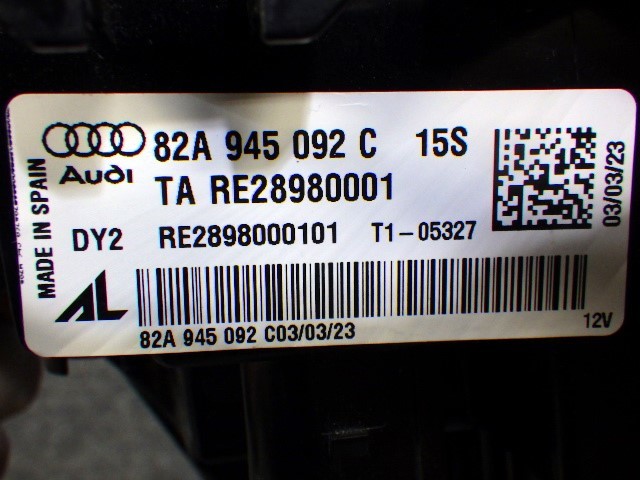 82A 945 092 C 15S
Audi
TA RE28980001
DY2 RE2898000101 T1-05327
MADE IN SPAIN
03/03/23
AL
82A 945 092 C03/03/23
12V